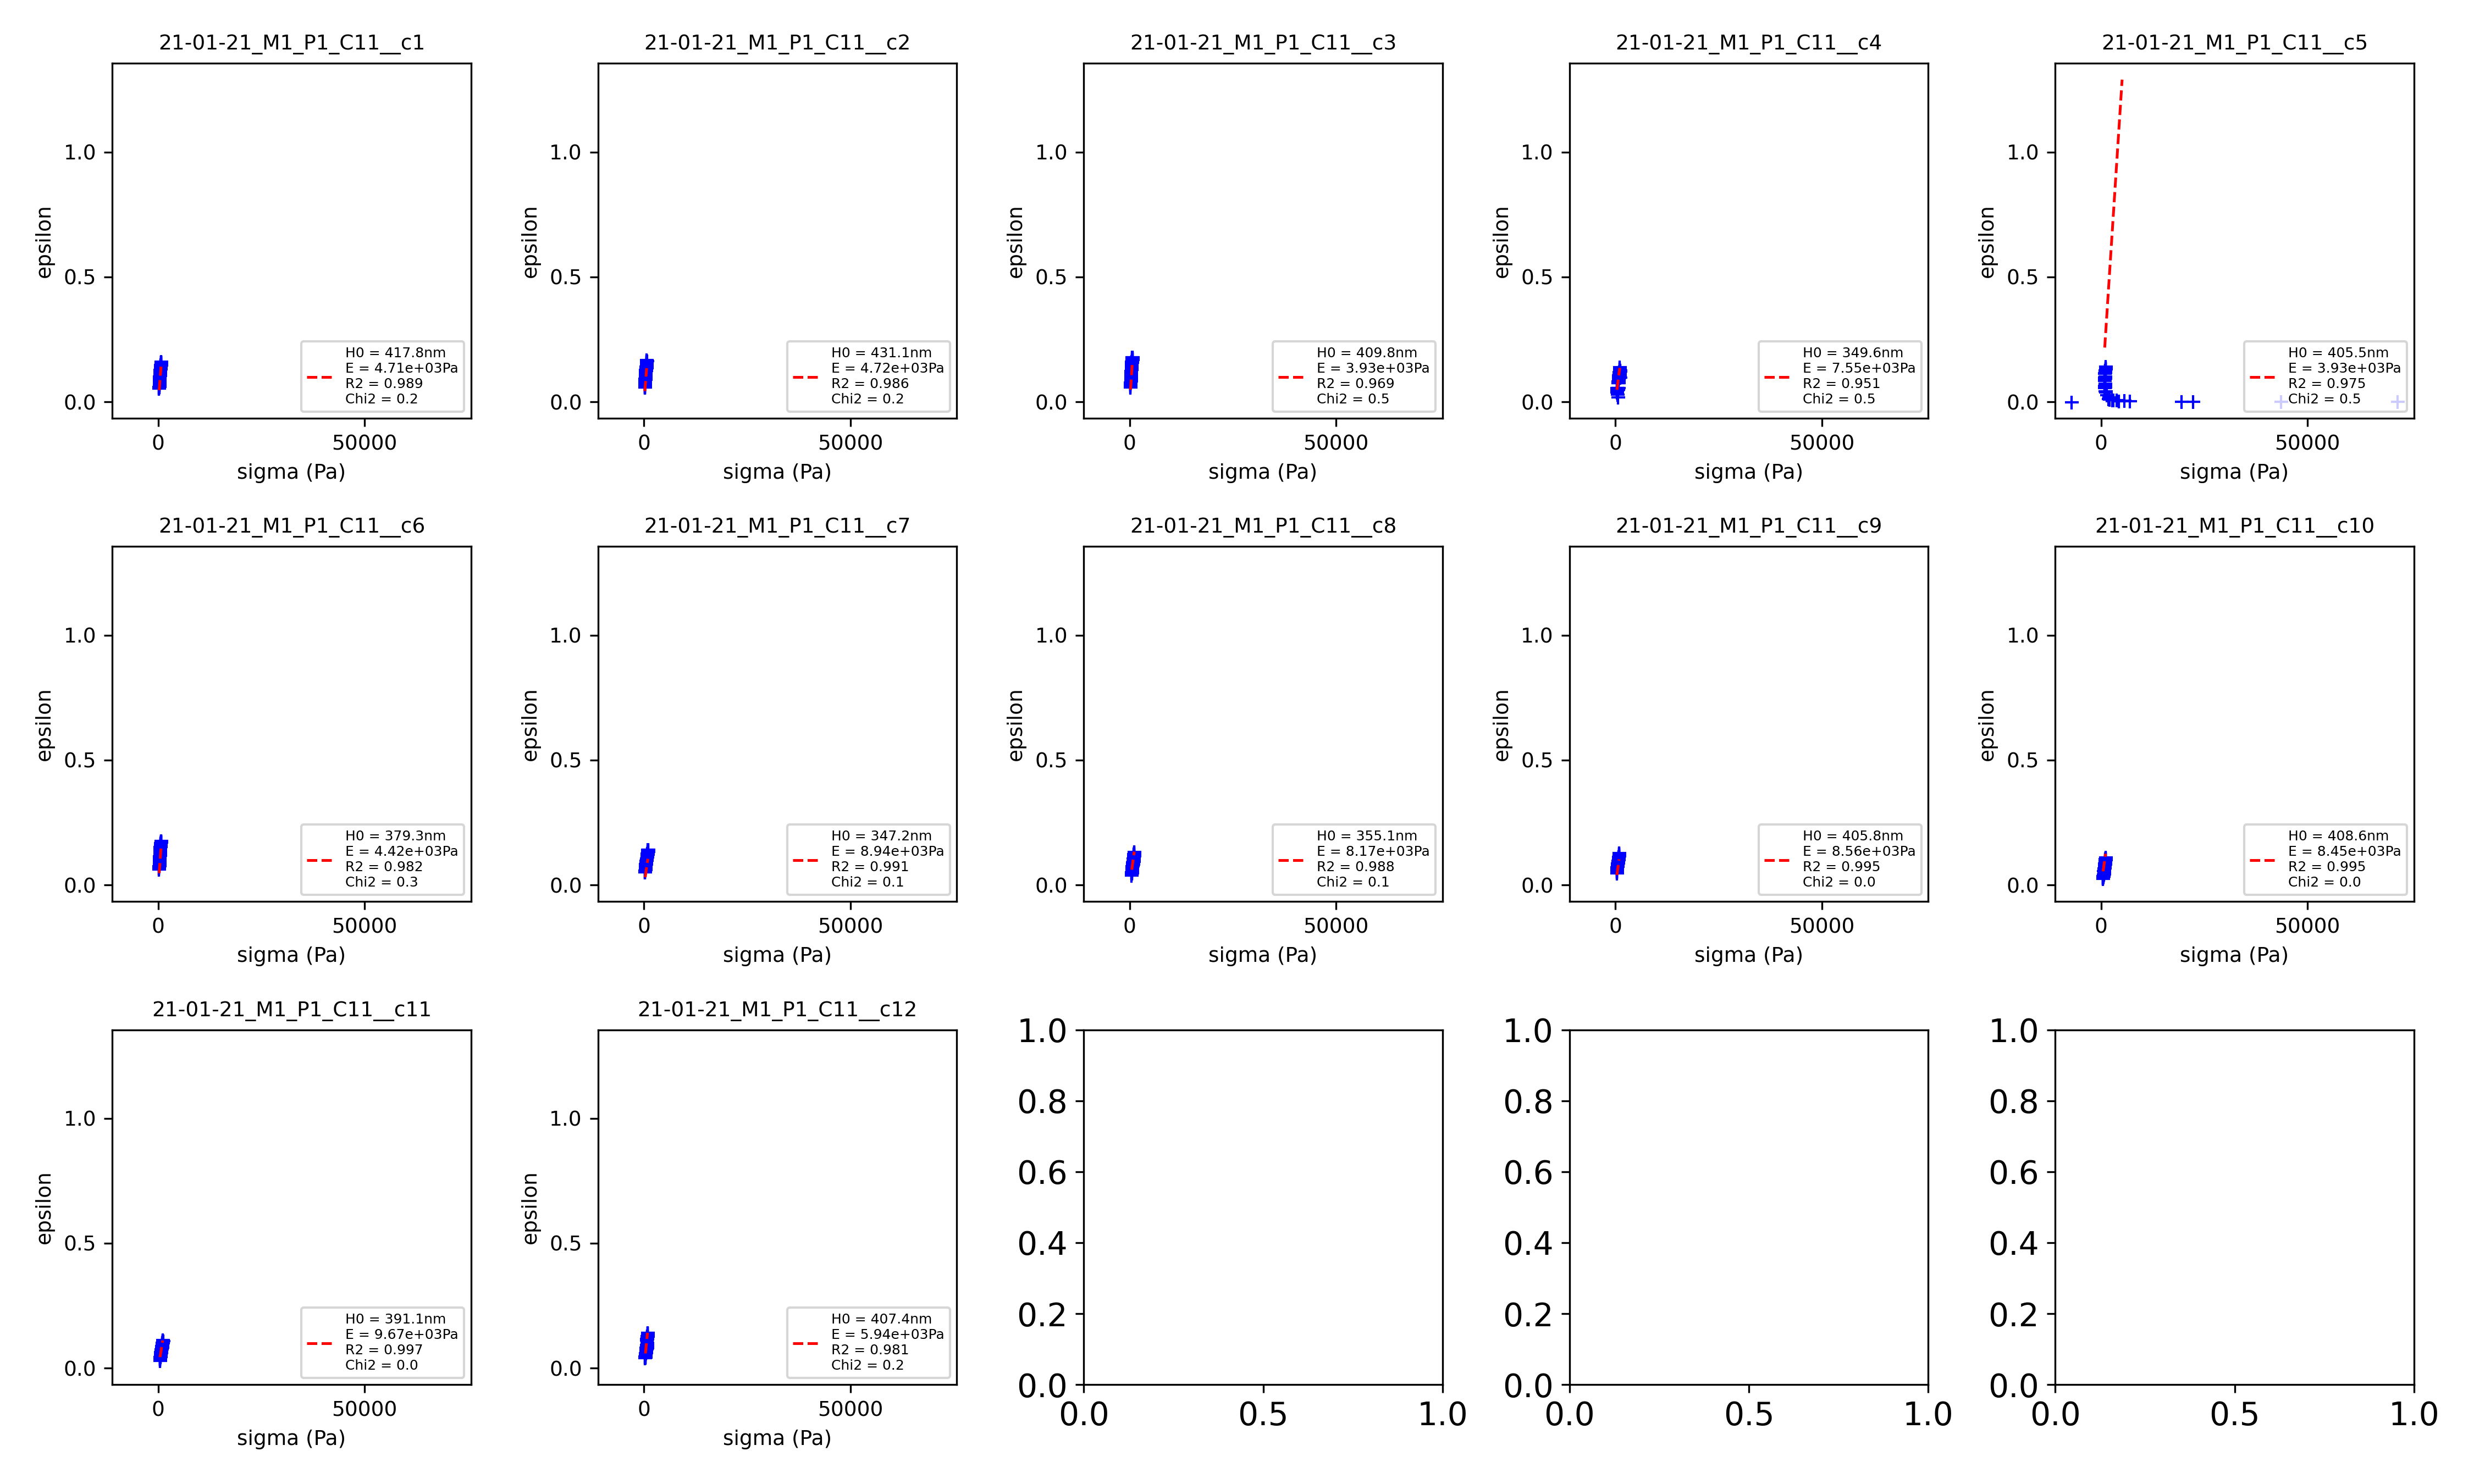 21-01-21_M1_P1_C11__c1
1.0
0.5
0.0
epsilon
H0 = 417.8nm
E = 4.71e+03Pa
R2 = 0.989
Chi2 = 0.2
0
50000
sigma (Pa)
21-01-21_M1_P1_C11__c2
1.0
0.5
0.0
epsilon
H0 = 431.1nm
E = 4.72e+03Pa
R2 = 0.986
Chi2 = 0.2
0
50000
sigma (Pa)
21-01-21_M1_P1_C11__c3
1.0
0.5
0.0
epsilon
H0 = 409.8nm
E = 3.93e+03Pa
R2 = 0.969
Chi2 = 0.5
0
50000
sigma (Pa)
21-01-21_M1_P1_C11__c4
1.0
0.5
0.0
epsilon
H0 = 349.6nm
E = 7.55e+03Pa
R2 = 0.951
Chi2 = 0.5
0
50000
sigma (Pa)
21-01-21_M1_P1_C11__c5
1.0
0.5
0.0
epsilon
H0 = 405.5nm
E = 3.93e+03Pa
R2 = 0.975
Chi2 = 0.5
0
50000
sigma (Pa)
21-01-21_M1_P1_C11__c6
1.0
0.5
0.0
epsilon
H0 = 379.3nm
E = 4.42e+03Pa
R2 = 0.982
Chi2 = 0.3
0
50000
sigma (Pa)
21-01-21_M1_P1_C11__c7
1.0
0.5
0.0
epsilon
H0 = 347.2nm
E = 8.94e+03Pa
R2 = 0.991
Chi2 = 0.1
0
50000
sigma (Pa)
21-01-21_M1_P1_C11__c8
1.0
0.5
0.0
epsilon
H0 = 355.1nm
E = 8.17e+03Pa
R2 = 0.988
Chi2 = 0.1
0
50000
sigma (Pa)
21-01-21_M1_P1_C11__c9
1.0
0.5
0.0
epsilon
H0 = 405.8nm
E = 8.56e+03Pa
R2 = 0.995
Chi2 = 0.0
0
50000
sigma (Pa)
21-01-21_M1_P1_C11__c10
1.0
0.5
0.0
epsilon
H0 = 408.6nm
E = 8.45e+03Pa
R2 = 0.995
Chi2 = 0.0
0
50000
sigma (Pa)
21-01-21_M1_P1_C11__c11
1.0
0.5
0.0
epsilon
H0 = 391.1nm
E = 9.67e+03Pa
R2 = 0.997
Chi2 = 0.0
0
50000
sigma (Pa)
21-01-21_M1_P1_C11__c12
1.0
0.5
0.0
epsilon
H0 = 407.4nm
E = 5.94e+03Pa
R2 = 0.981
Chi2 = 0.2
0
50000
sigma (Pa)
1.0
0.8
0.6
0.4
0.2
0.0
0.0
0.5
1.0
1.0
0.8
0.6
0.4
0.2
0.0
0.0
0.5
1.0
1.0
0.8
0.6
0.4
0.2
0.0
0.0
0.5
1.0